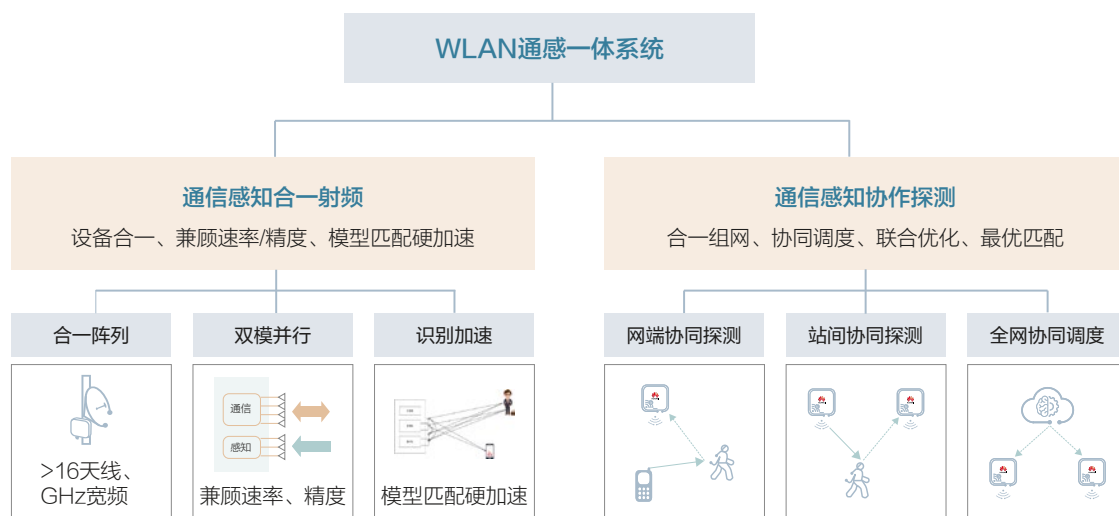 WLAN通感一体系统
通信感知合一射频
设备合一、兼顾速率/精度、模型匹配硬加速
通信感知协作探测
合一组网、协同调度、联合优化、最优匹配
合一阵列
双模并行
识别加速
网端协同探测
站间协同探测
全网协同调度
通信
感知
>16天线、
GHz宽频
兼顾速率、精度
模型匹配硬加速